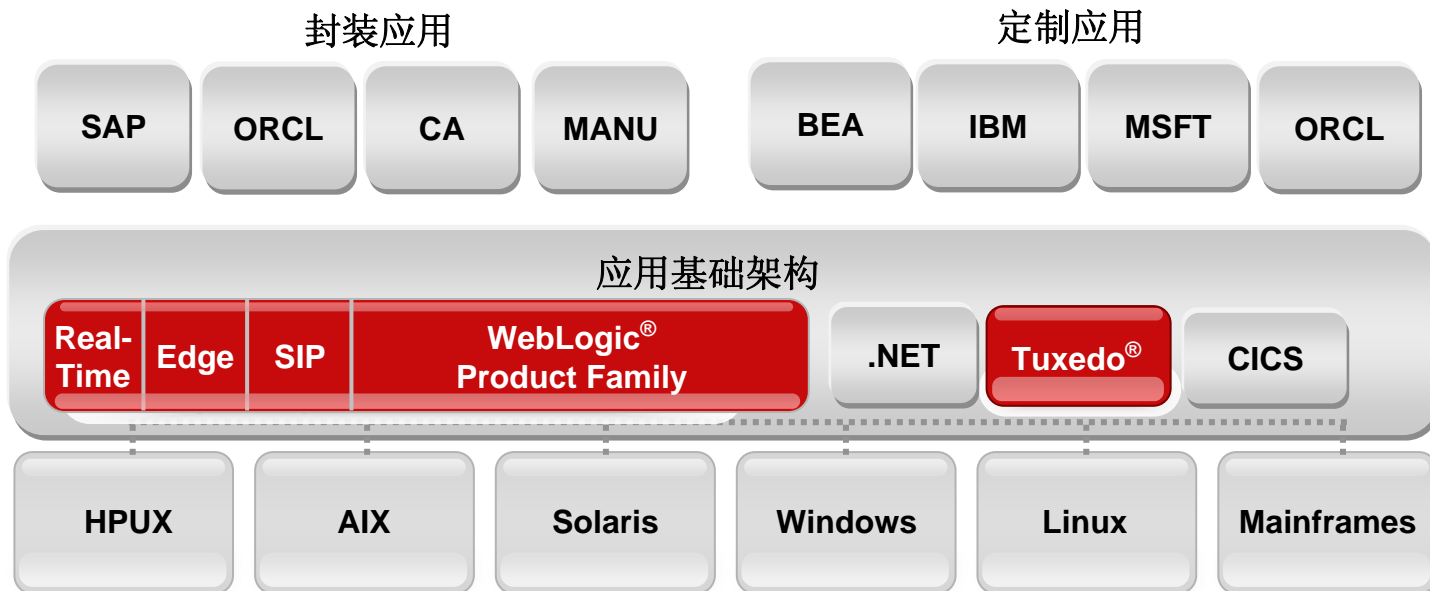 封装应用
定制应用
SAP
ORCL
CA
MANU
BEA
IBM
MSFT
ORCL
应用基础架构
Real-
Time
Edge
SIP
WebLogic®
Product Family
.NET
Tuxedo®
CICS
HPUX
AIX
Solaris
Windows
Linux
Mainframes